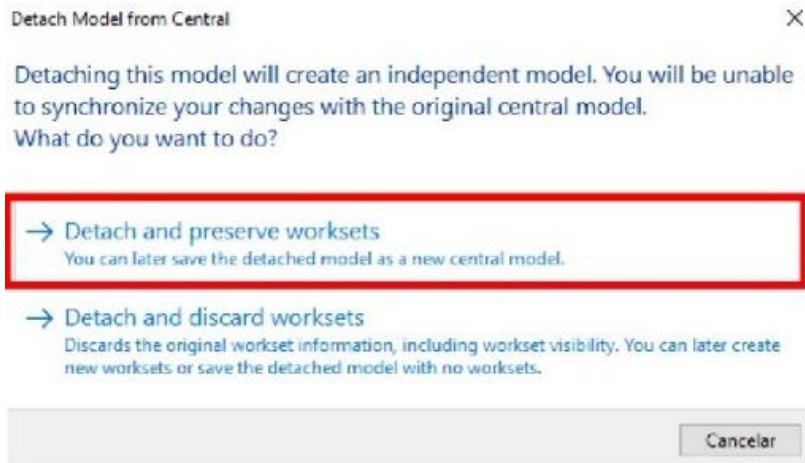 Detach Model from Central
Detaching this model will create an independent model. You will be unable
to synchronize your changes with the original central model.
What do you want to do?
Detach and preserve worksets
You can later save the detached model as a new central model.
Detach and discard worksets
Discards the original workset information, including workset visibility. You can later create
new worksets or save the detached model with no worksets.
Cancelar